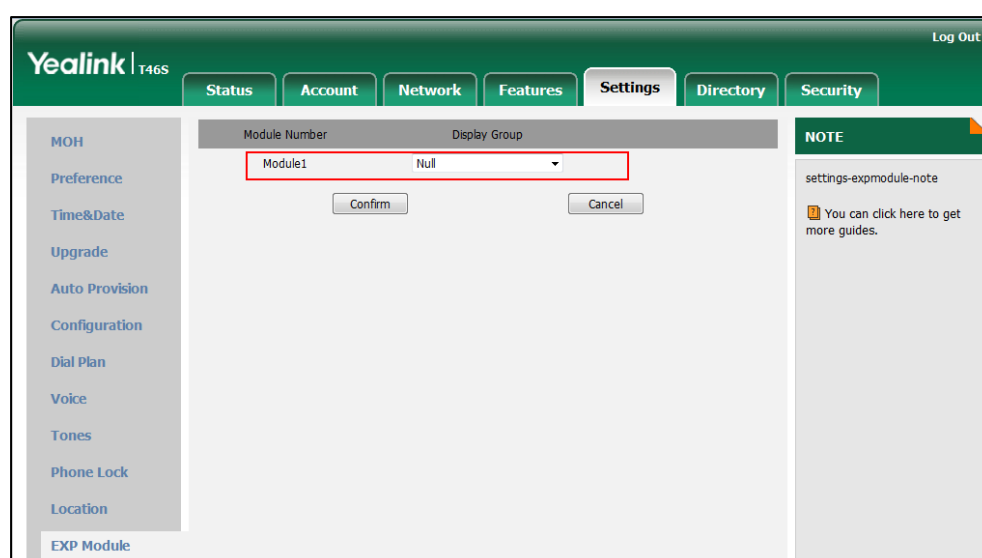 Log Out
Yealink | T46S
Status Account Network Features Settings Directory Security
MOH
Preference
Time&Date
Upgrade
Auto Provision
Configuration
Dial Plan
Voice
Tones
Phone Lock
Location
EXP Module
Module Number Display Group
Module1 Null
Confirm Cancel
NOTE
settings-expmodule-note
You can click here to get
more guides.